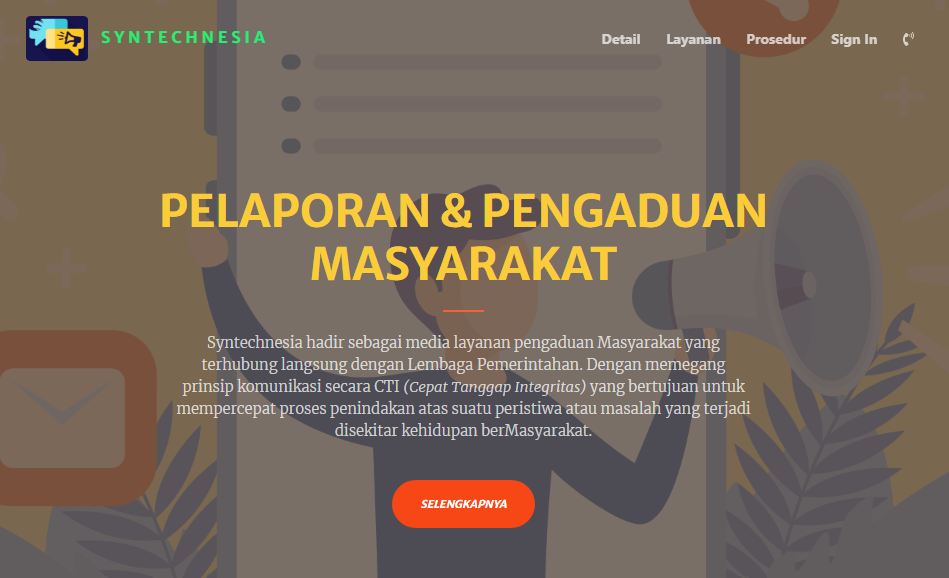 SYNTECHNESIA
Detail Layanan Prosedur Sign In
PELAPORAN & PENGADUAN
MASYARAKAT
Syntechnesia hadir sebagai media layanan pengaduan Masyarakat yang
terhubung langsung dengan Lembaga Pemerintahan. Dengan memegang
prinsip komunikasi secara CTI (Cepat Tanggap Integritas) yang bertujuan untuk
mempercepat proses penindakan atas suatu peristiwa atau masalah yang terjadi
disekitar kehidupan berMasyarakat.
SELENGKAPNYA